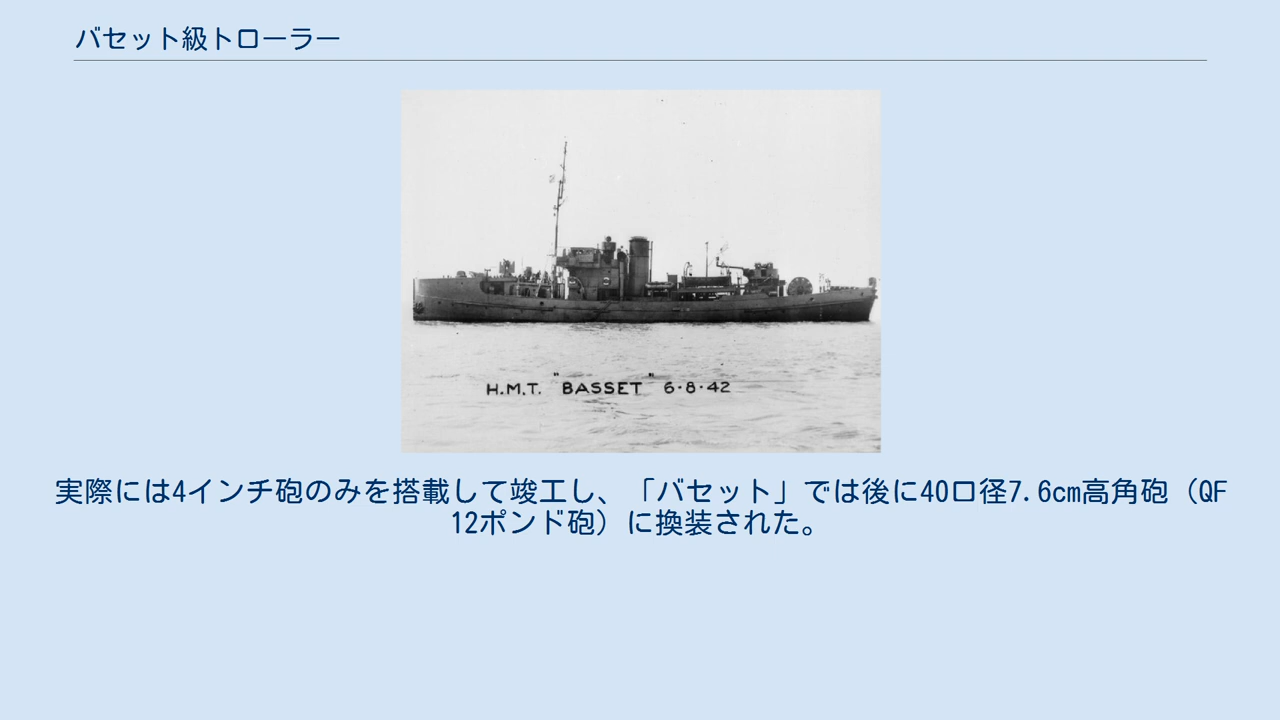 バセット級トローラー
H.M.T. "BASSET" 6·8·42
実際には4インチ砲のみを搭載して竣工し、「バセット」では後に40口径7.6cm高角砲（QF
12ポンド砲）に換装された。